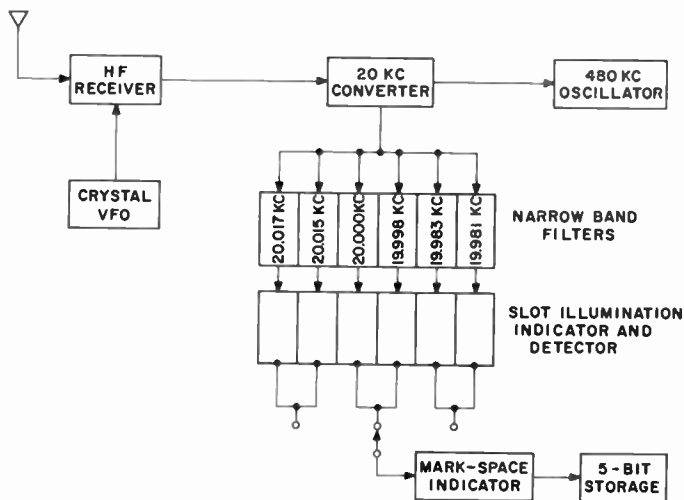 HF
RECEIVER
20 KC
CONVERTER
480 KC
OSCILLATOR
CRYSTAL
VFO
20.017 KC
20.015 KC
20.000 KC
19.998 KC
19.983 KC
19.981 KC
NARROW BAND
FILTERS
SLOT ILLUMINATION
INDICATOR AND
DETECTOR
MARK-SPACE
INDICATOR
5-BIT
STORAGE